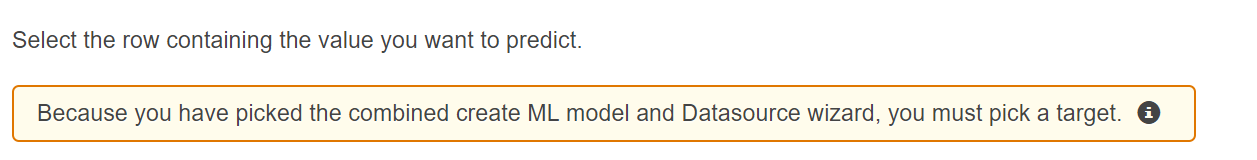 Select the row containing the value you want to predict.
Because you have picked the combined create ML model and Datasource wizard, you must pick a target.